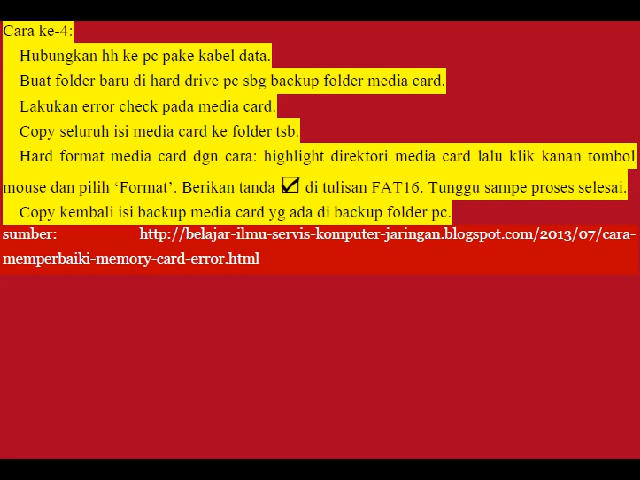 Cara ke-4:
Hubungkan hh ke pc pake kabel data.
Buat folder baru di hard drive pc sbg backup folder media card.
Lakukan error check pada media card.
Copy seluruh isi media card ke folder tsb.
Hard format media card dgn cara: highlight direktori media card lalu klik kanan tombol
mouse dan pilih ‘Format’. Berikan tanda ☑ di tulisan FAT16. Tunggu sampe proses selesai.
Copy kembali isi backup media card yg ada di backup folder pc.
sumber: http://belajar-ilmu-servis-komputer-jaringan.blogspot.com/2013/07/cara-
memperbaiki-memory-card-error.html